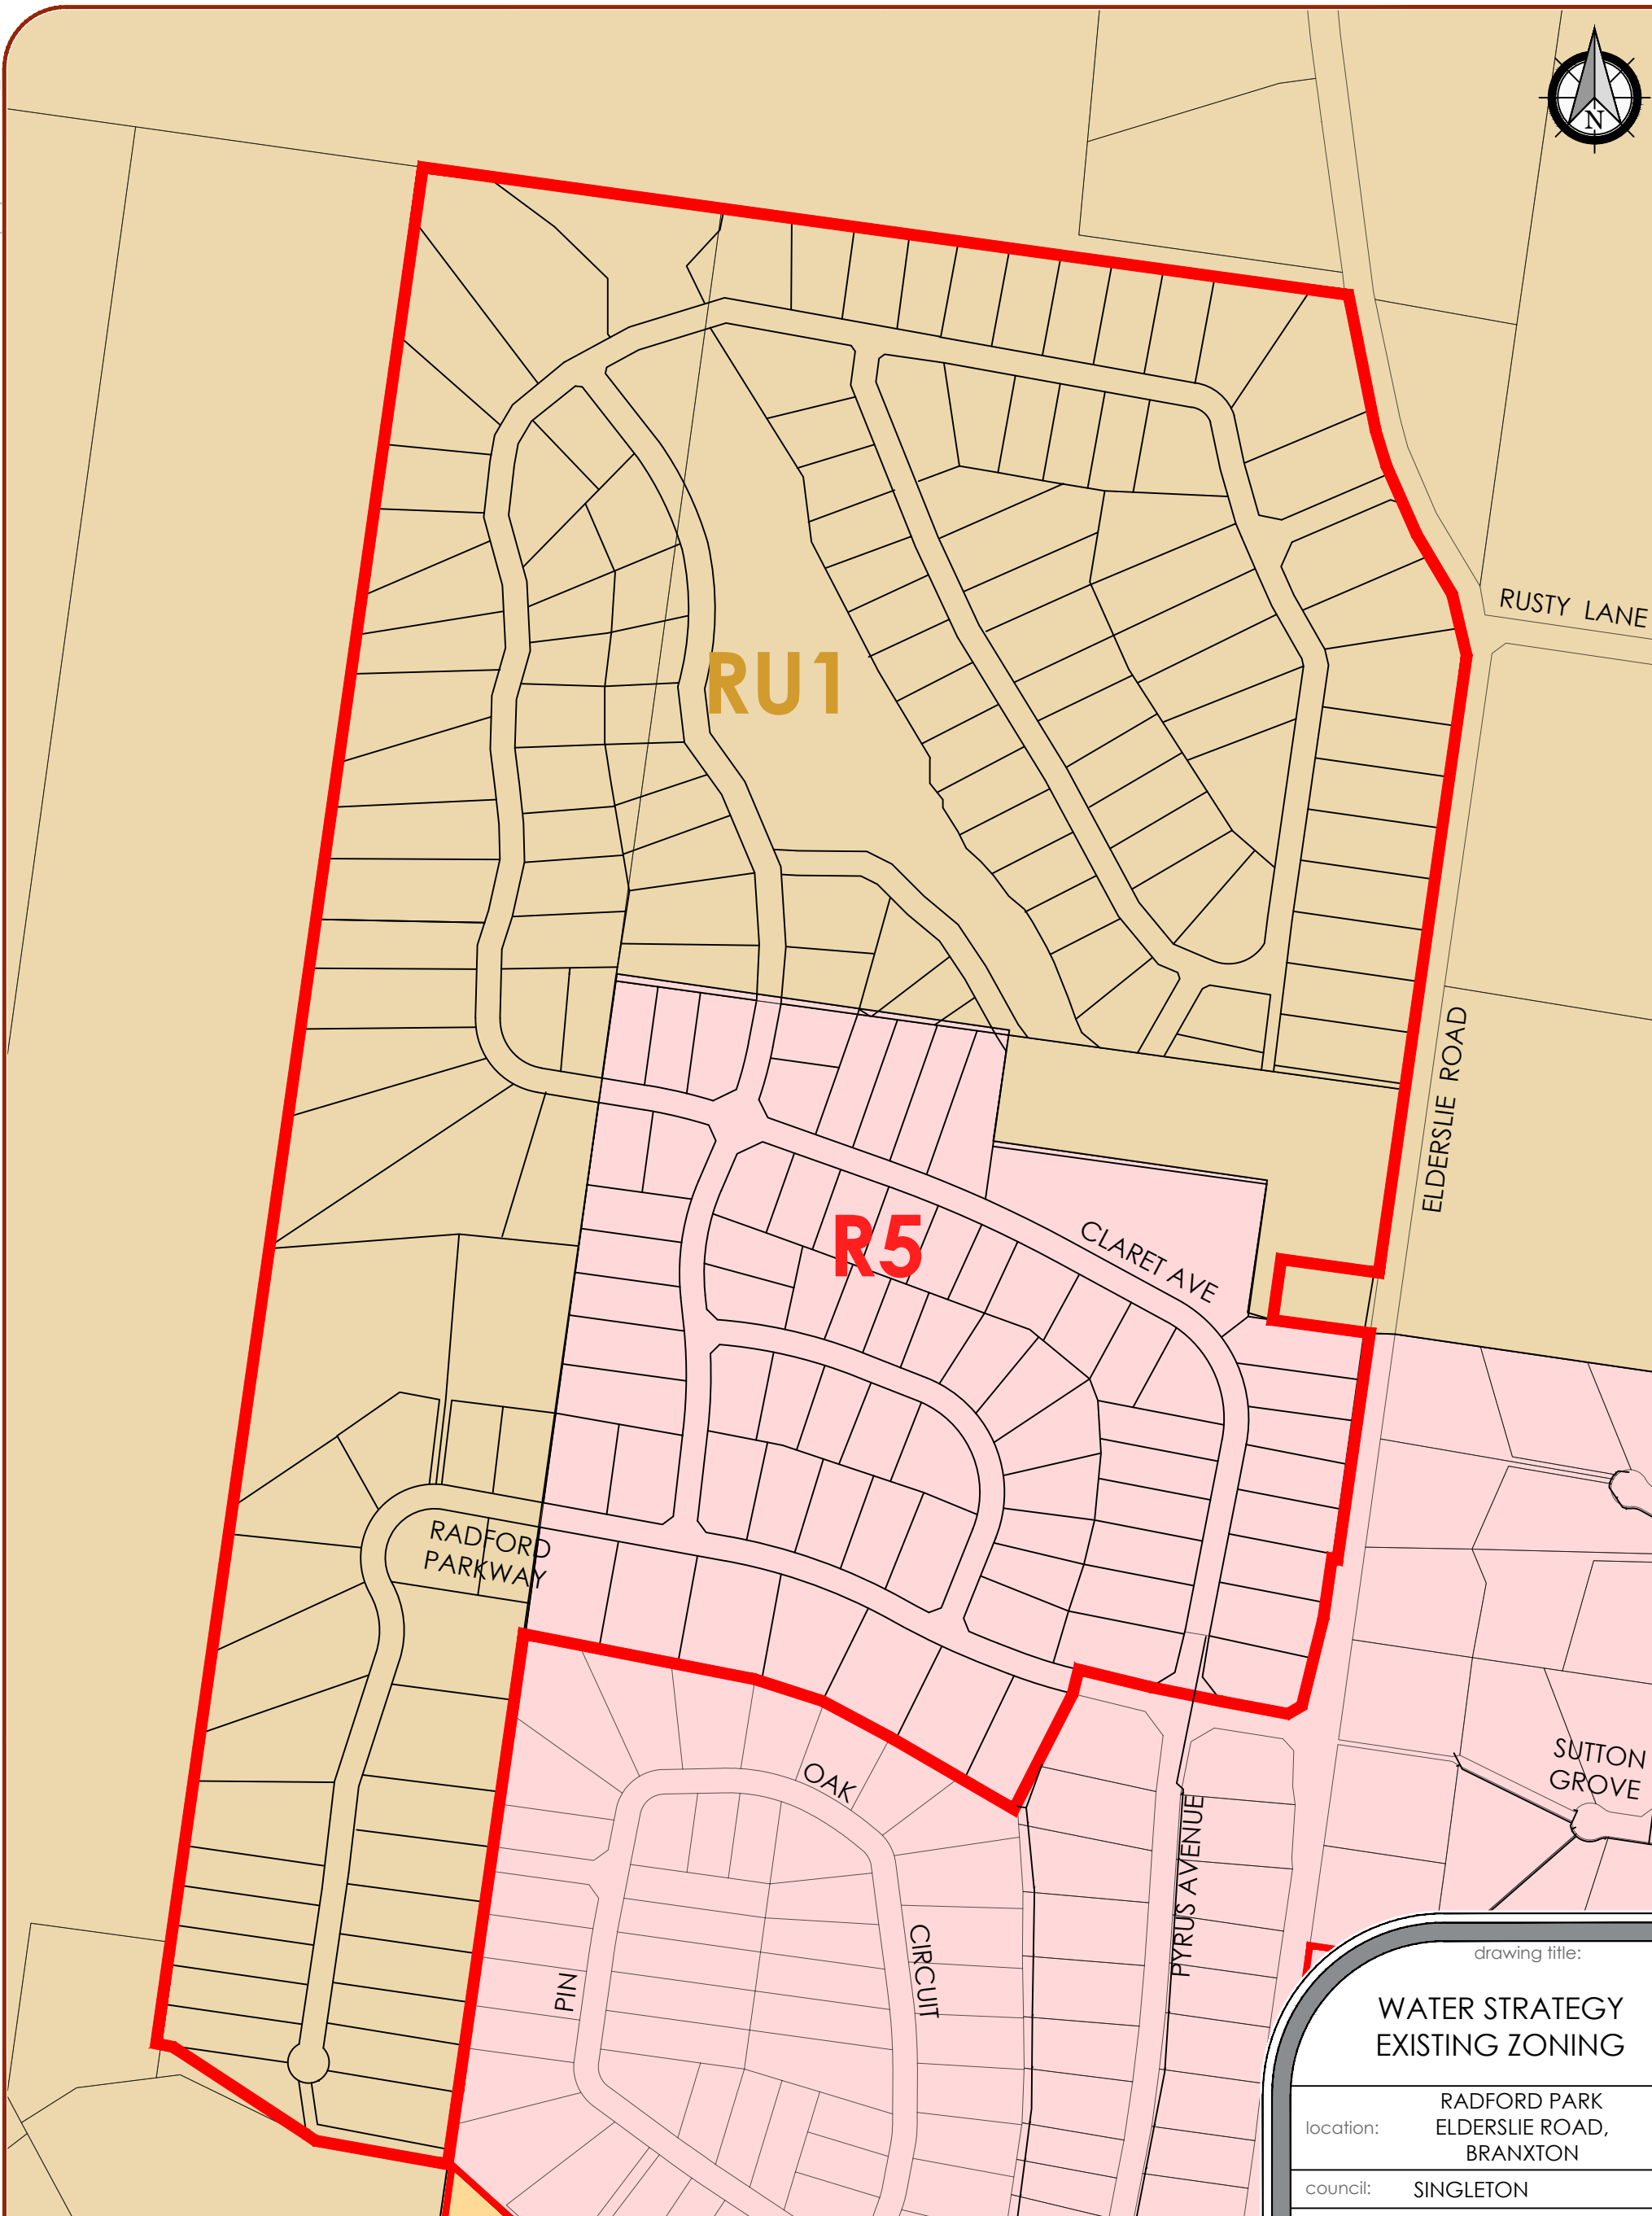 N
RUSTY LANE
RU1
ELDERSLIE ROAD
R5
CLARET AVE
RADFORD
PARKWAY
OAK
CIRCUIT
PIN
PYRUS AVENUE
SUTTON
GROVE
drawing title:
WATER STRATEGY
EXISTING ZONING
location:
RADFORD PARK
ELDERSLIE ROAD,
BRANXTON
council: SINGLETON